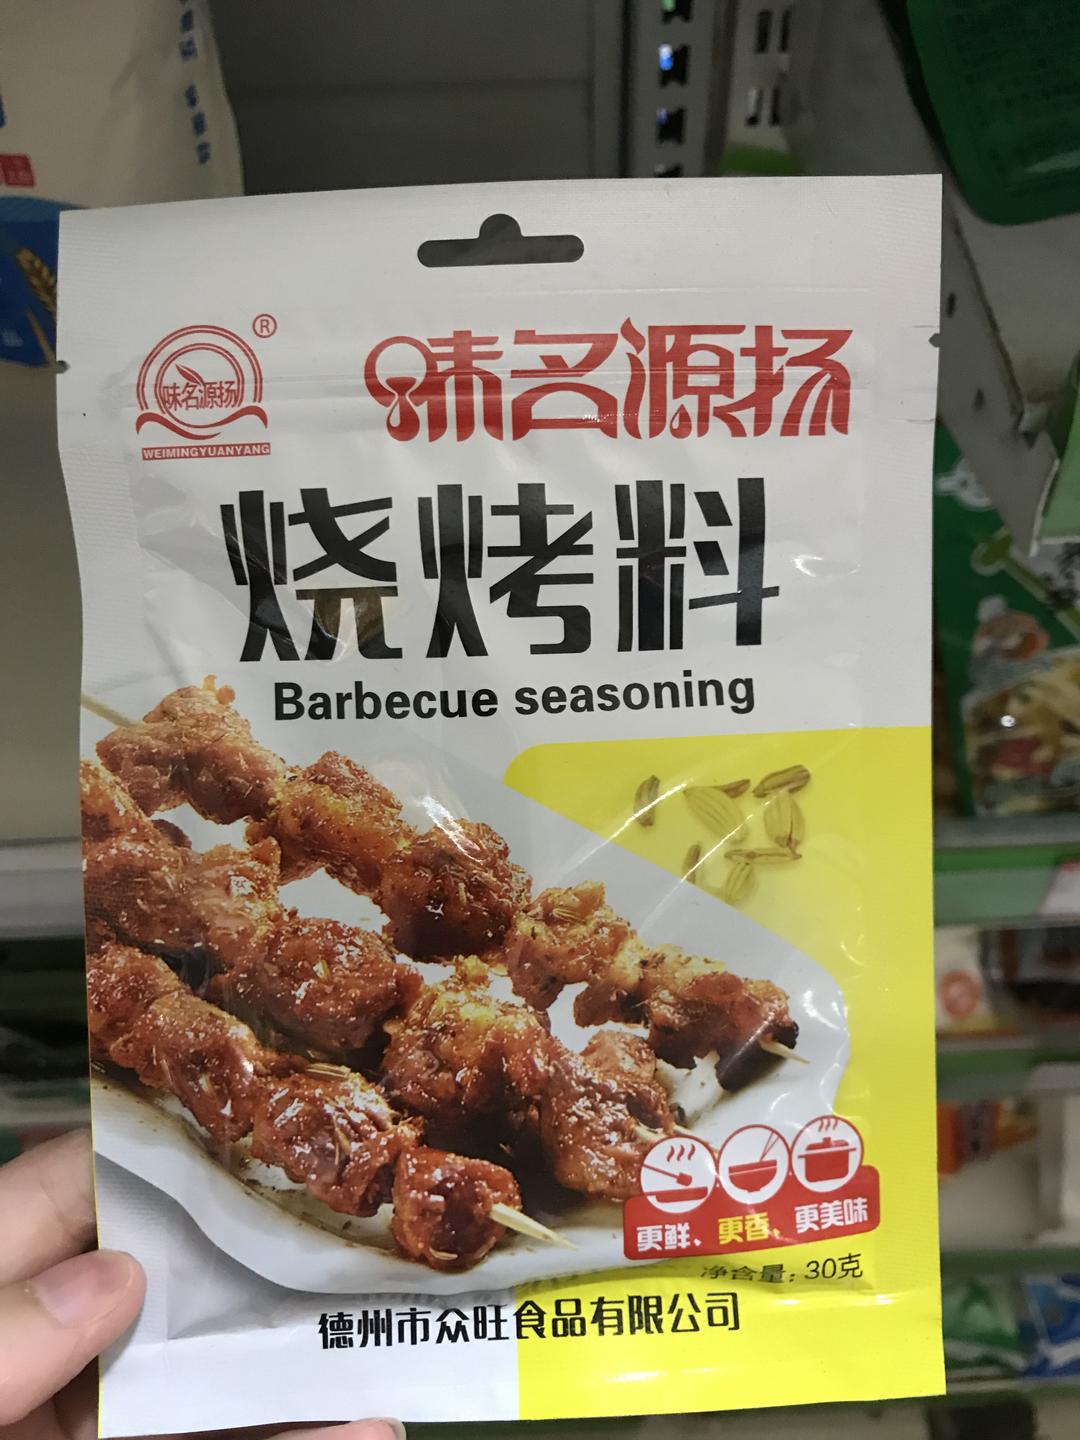 ®
味名源扬
味名源扬
WEIMINGYUANYANG
烧烤料
Barbecue seasoning
更鲜、更香、更美味
净含量：30克
德州市众旺食品有限公司